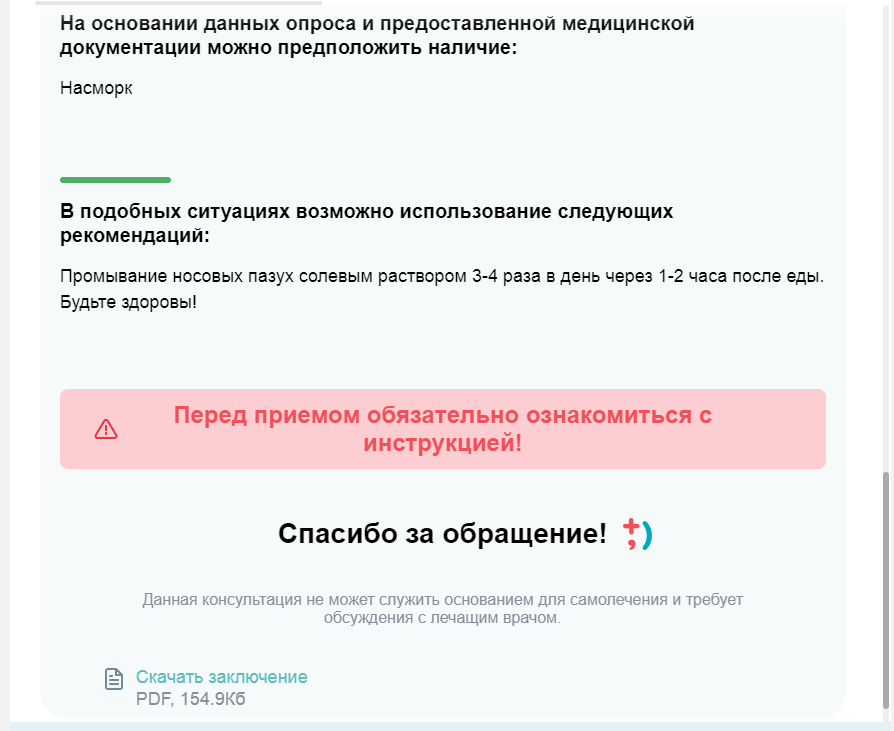 На основании данных опроса и предоставленной медицинской
документации можно предположить наличие:
Насморк
В подобных ситуациях возможно использование следующих
рекомендаций:
Промывание носовых пазух солевым раствором 3-4 раза в день через 1-2 часа после еды.
Будьте здоровы!
Перед приемом обязательно ознакомиться с
инструкцией!
Спасибо за обращение!
Данная консультация не может служить основанием для самолечения и требует
обсуждения с лечащим врачом.
Скачать заключение
PDF, 154.9Кб